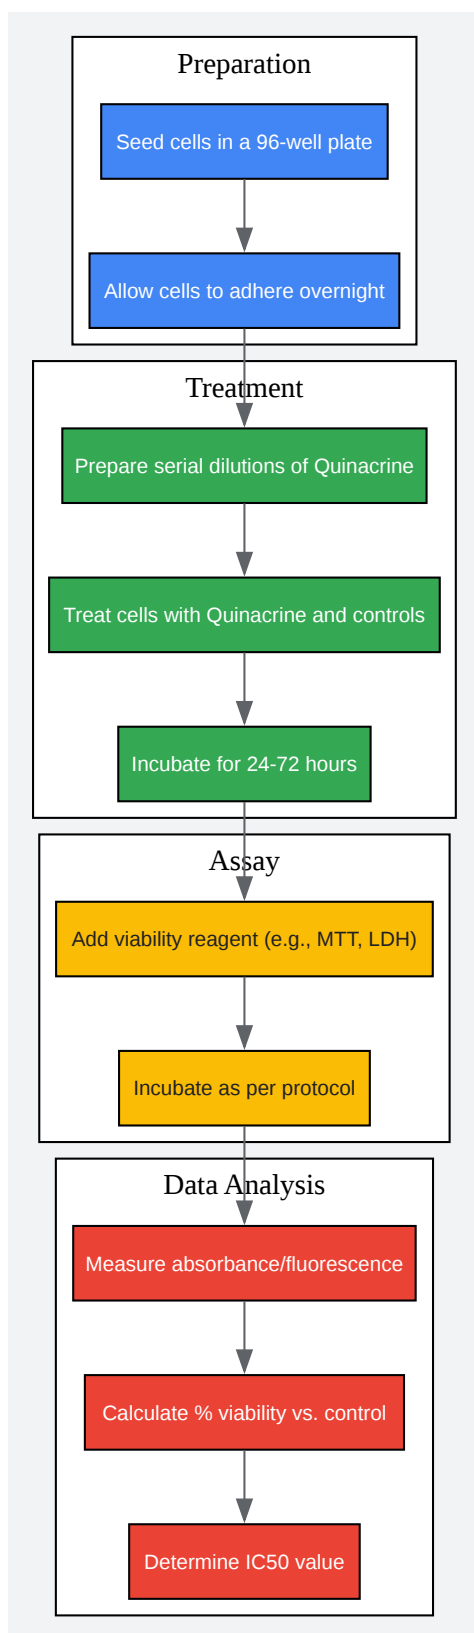 Preparation
Seed cells in a 96-well plate
Allow cells to adhere overnight
Treatment
Prepare serial dilutions of Quinacrine
Treat cells with Quinacrine and controls
Incubate for 24-72 hours
Assay
Add viability reagent (e.g., MTT, LDH)
Incubate as per protocol
Data Analysis
Measure absorbance/fluorescence
Calculate % viability vs. control
Determine IC50 value